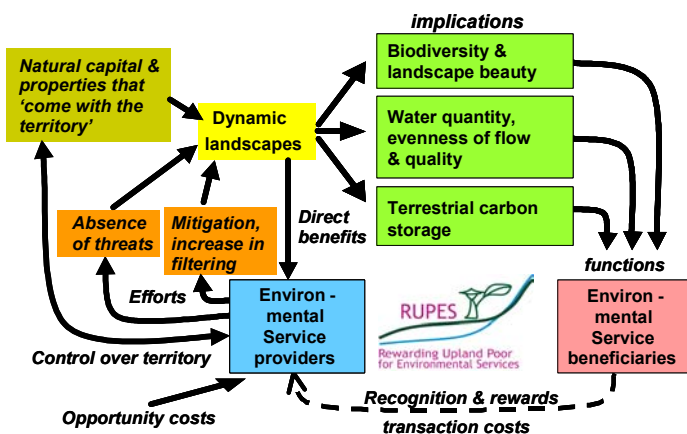 implications
Natural capital &
properties that
‘come with the
territory’
Dynamic
landscapes
Biodiversity &
landscape beauty
Water quantity,
evenness of flow
& quality
Terrestrial carbon
storage
Absence
of threats
Mitigation,
increase in
filtering
Direct
benefits
functions
Efforts
Environ -
mental
Service
providers
RUPES
Rewarding Upland Poor
for Environmental Services
Environ -
mental
Service
beneficiaries
Control over territory
Opportunity costs
Recognition & rewards
transaction costs